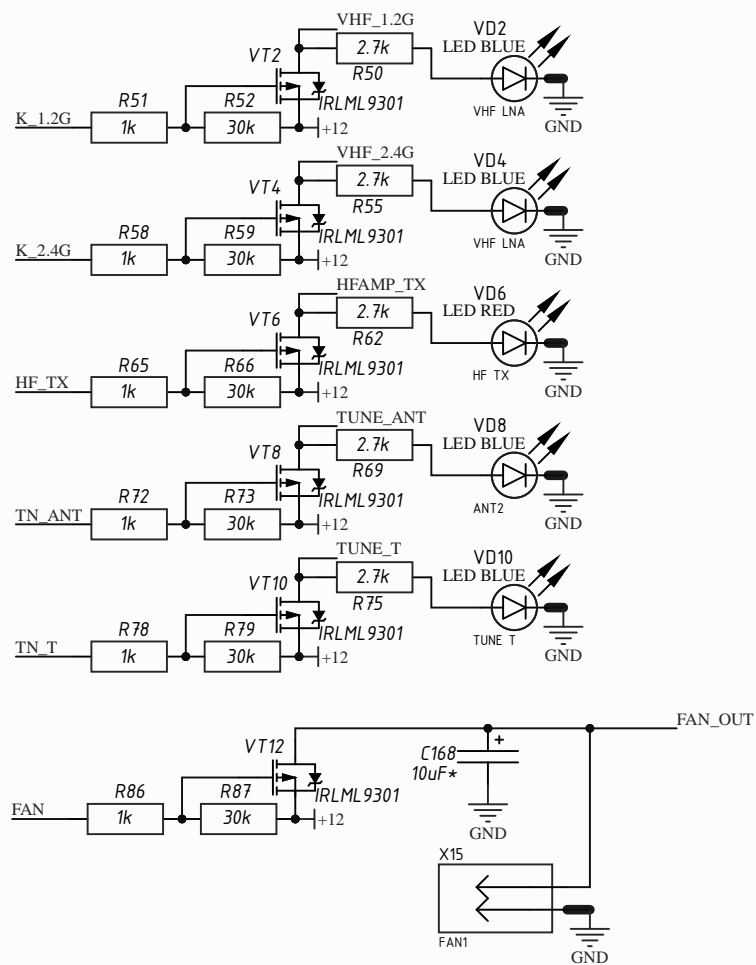 VHF_1.2G
VD2
LED BLUE
VT2
2.7k
R50
R51
R52
IRLML9301
VHF LNA
K_1.2G
1k
30k
+12
GND
VHF_2.4G
VD4
LED BLUE
VT4
2.7k
R55
R58
R59
IRLML9301
VHF LNA
K_2.4G
1k
30k
+12
GND
HFAMP_TX
VD6
LED RED
VT6
2.7k
R62
R65
R66
IRLML9301
HF TX
HF_TX
1k
30k
+12
GND
TUNE_ANT
VD8
LED BLUE
VT8
2.7k
R69
R72
R73
IRLML9301
ANT2
TN_ANT
1k
30k
+12
GND
TUNE_T
VD10
LED BLUE
VT10
2.7k
R75
R78
R79
IRLML9301
TUNE T
TN_T
1k
30k
+12
GND
FAN_OUT
VT12
C168
+
10uF*
R86
R87
IRLML9301
FAN
1k
30k
+12
GND
X15
FAN1
GND